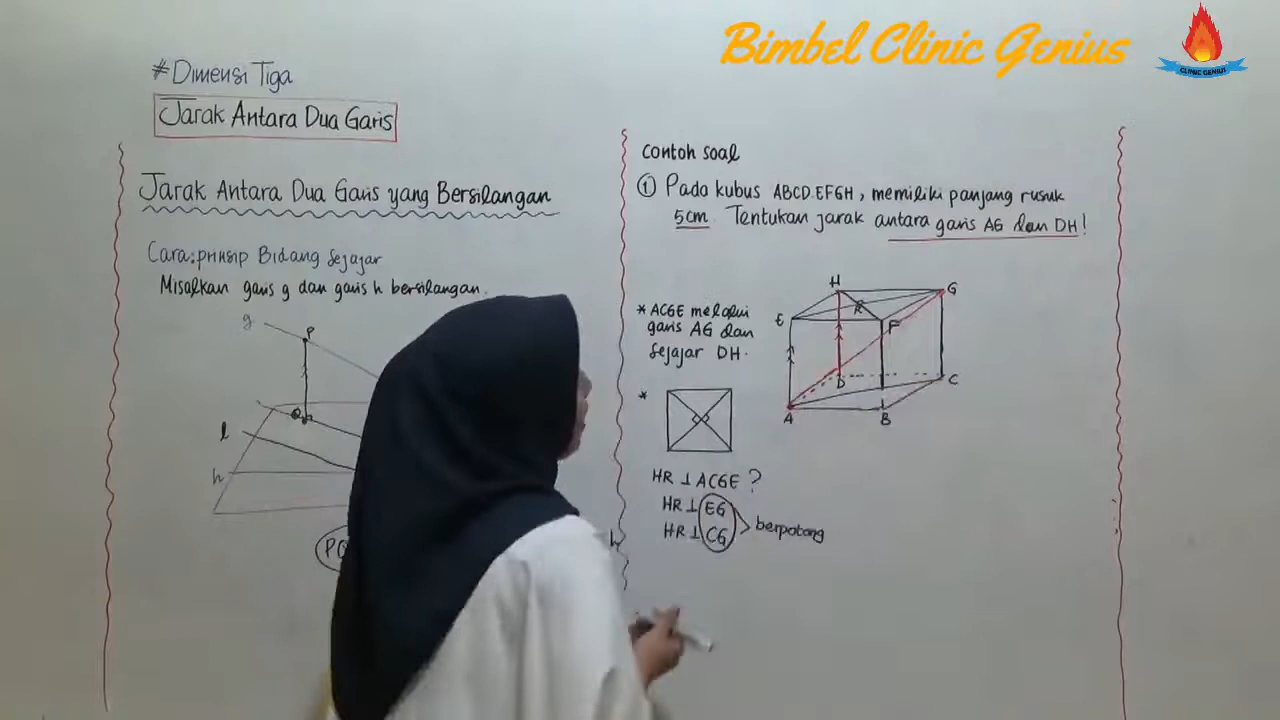 Bimbel Clinic Genius
CLINIC GENIUS
# Dimensi Tiga
Jarak Antara Dua Garis
Jarak Antara Dua Garis yang Bersilangan
Cara: prinsip Bidang Sejajar
Misalkan garis g dan garis h bersilangan.
g
P
Q
l
h
PQ
h
Contoh soal
① Pada kubus ABCD.EFGH, memiliki panjang rusuk
5cm. Tentukan jarak antara garis AG dan DH!
* ACGE melalui
garis AG dan
sejajar DH.
H
G
E
R
F
D
C
A
B
*
HR ⊥ ACGE ?
HR ⊥ EG
HR ⊥ CG
berpotong